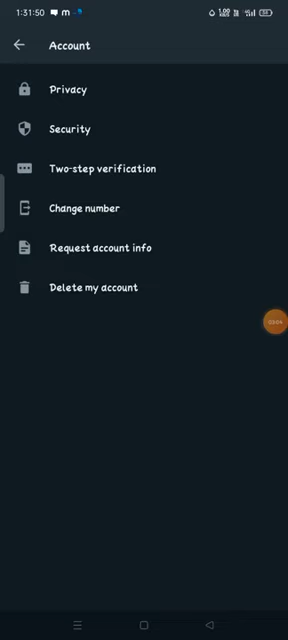 1:31:50
Account
Privacy
Security
Two-step verification
Change number
Request account info
Delete my account